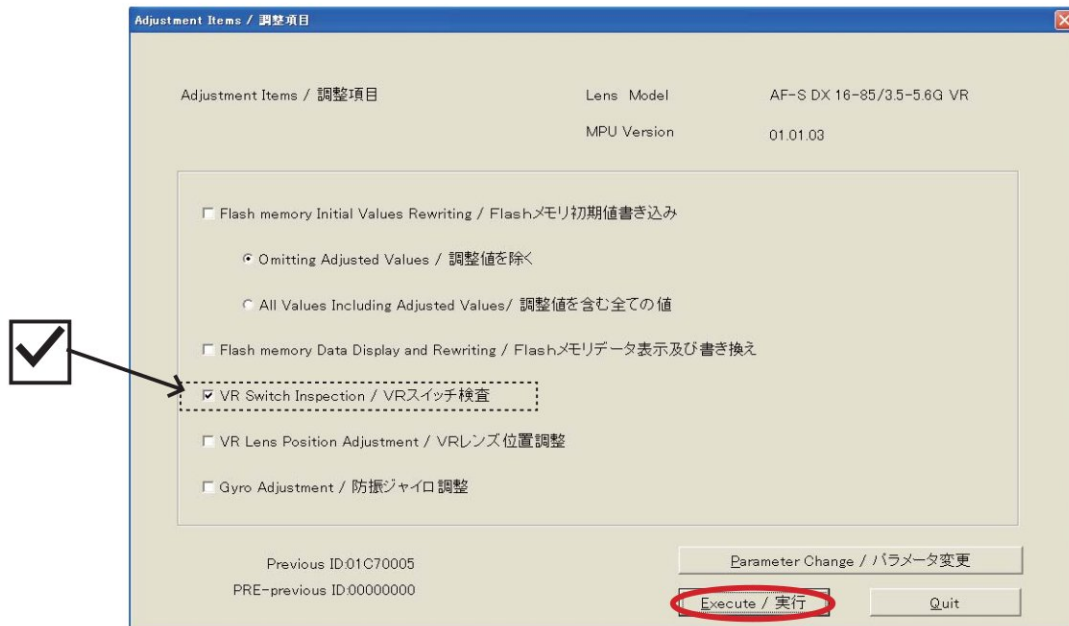 Adjustment Items / 調整項目
Adjustment Items / 調整項目
Lens Model AF-S DX 16-85/3.5-5.6G VR
MPU Version 01.01.03
Flash memory Initial Values Rewriting / Flashメモリ初期値書き込み
Omitting Adjusted Values / 調整値を除く
All Values Including Adjusted Values/ 調整値を含む全ての値
Flash memory Data Display and Rewriting / Flashメモリデータ表示及び書き換え
VR Switch Inspection / VRスイッチ検査
VR Lens Position Adjustment / VRレンズ位置調整
Gyro Adjustment / 防振ジャイロ調整
Previous ID:01C70005
PRE-previous ID:00000000
Parameter Change / パラメータ変更
Execute / 実行
Quit